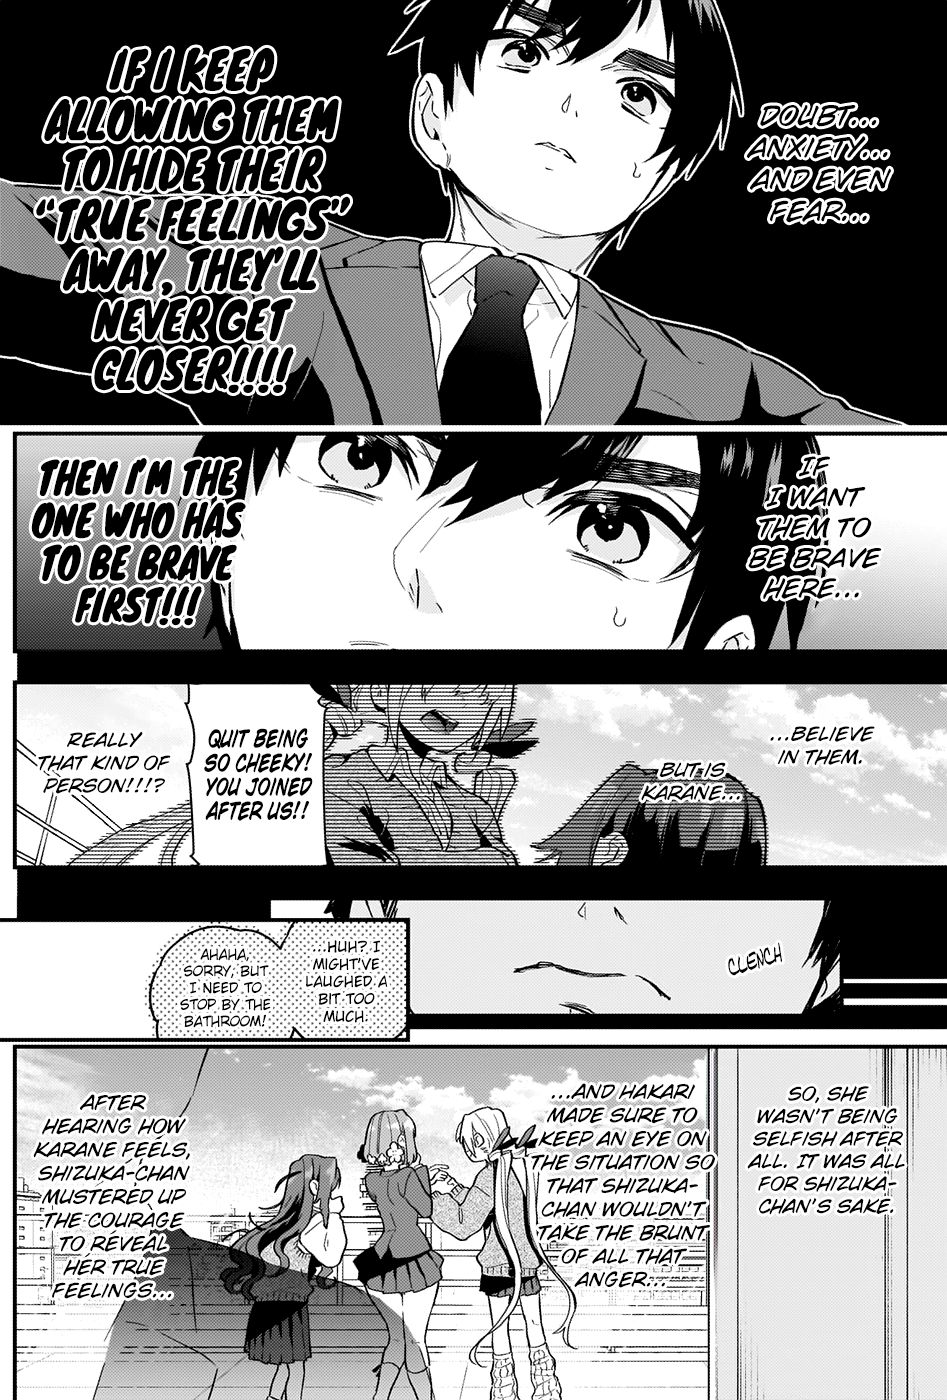 DOUBT...
ANXIETY...
AND EVEN
FEAR...
IF I KEEP
ALLOWING THEM
TO HIDE THEIR
"TRUE FEELINGS"
AWAY, THEY'LL
NEVER GET
CLOSER!!!!
IF
I WANT
THEM TO
BE BRAVE
HERE...
THEN I'M THE
ONE WHO HAS
TO BE BRAVE
FIRST!!!
...BELIEVE
IN THEM.
BUT IS
KARANE...
QUIT BEING
SO CHEEKY!
YOU JOINED
AFTER US!!
REALLY
THAT KIND OF
PERSON!!!?
CLENCH
...HUH? I
MIGHT'VE
LAUGHED
A BIT TOO
MUCH.
AHAHA,
SORRY, BUT
I NEED TO
STOP BY THE
BATHROOM!
SO, SHE
WASN'T BEING
SELFISH AFTER
ALL. IT WAS ALL
FOR SHIZUKA-
CHAN'S SAKE.
...AND HAKARI
MADE SURE TO
KEEP AN EYE ON
THE SITUATION SO
THAT SHIZUKA-
CHAN WOULDN'T
TAKE THE BRUNT
OF ALL THAT
ANGER...
AFTER
HEARING HOW
KARANE FEELS,
SHIZUKA-CHAN
MUSTERED UP
THE COURAGE
TO REVEAL
HER TRUE
FEELINGS...